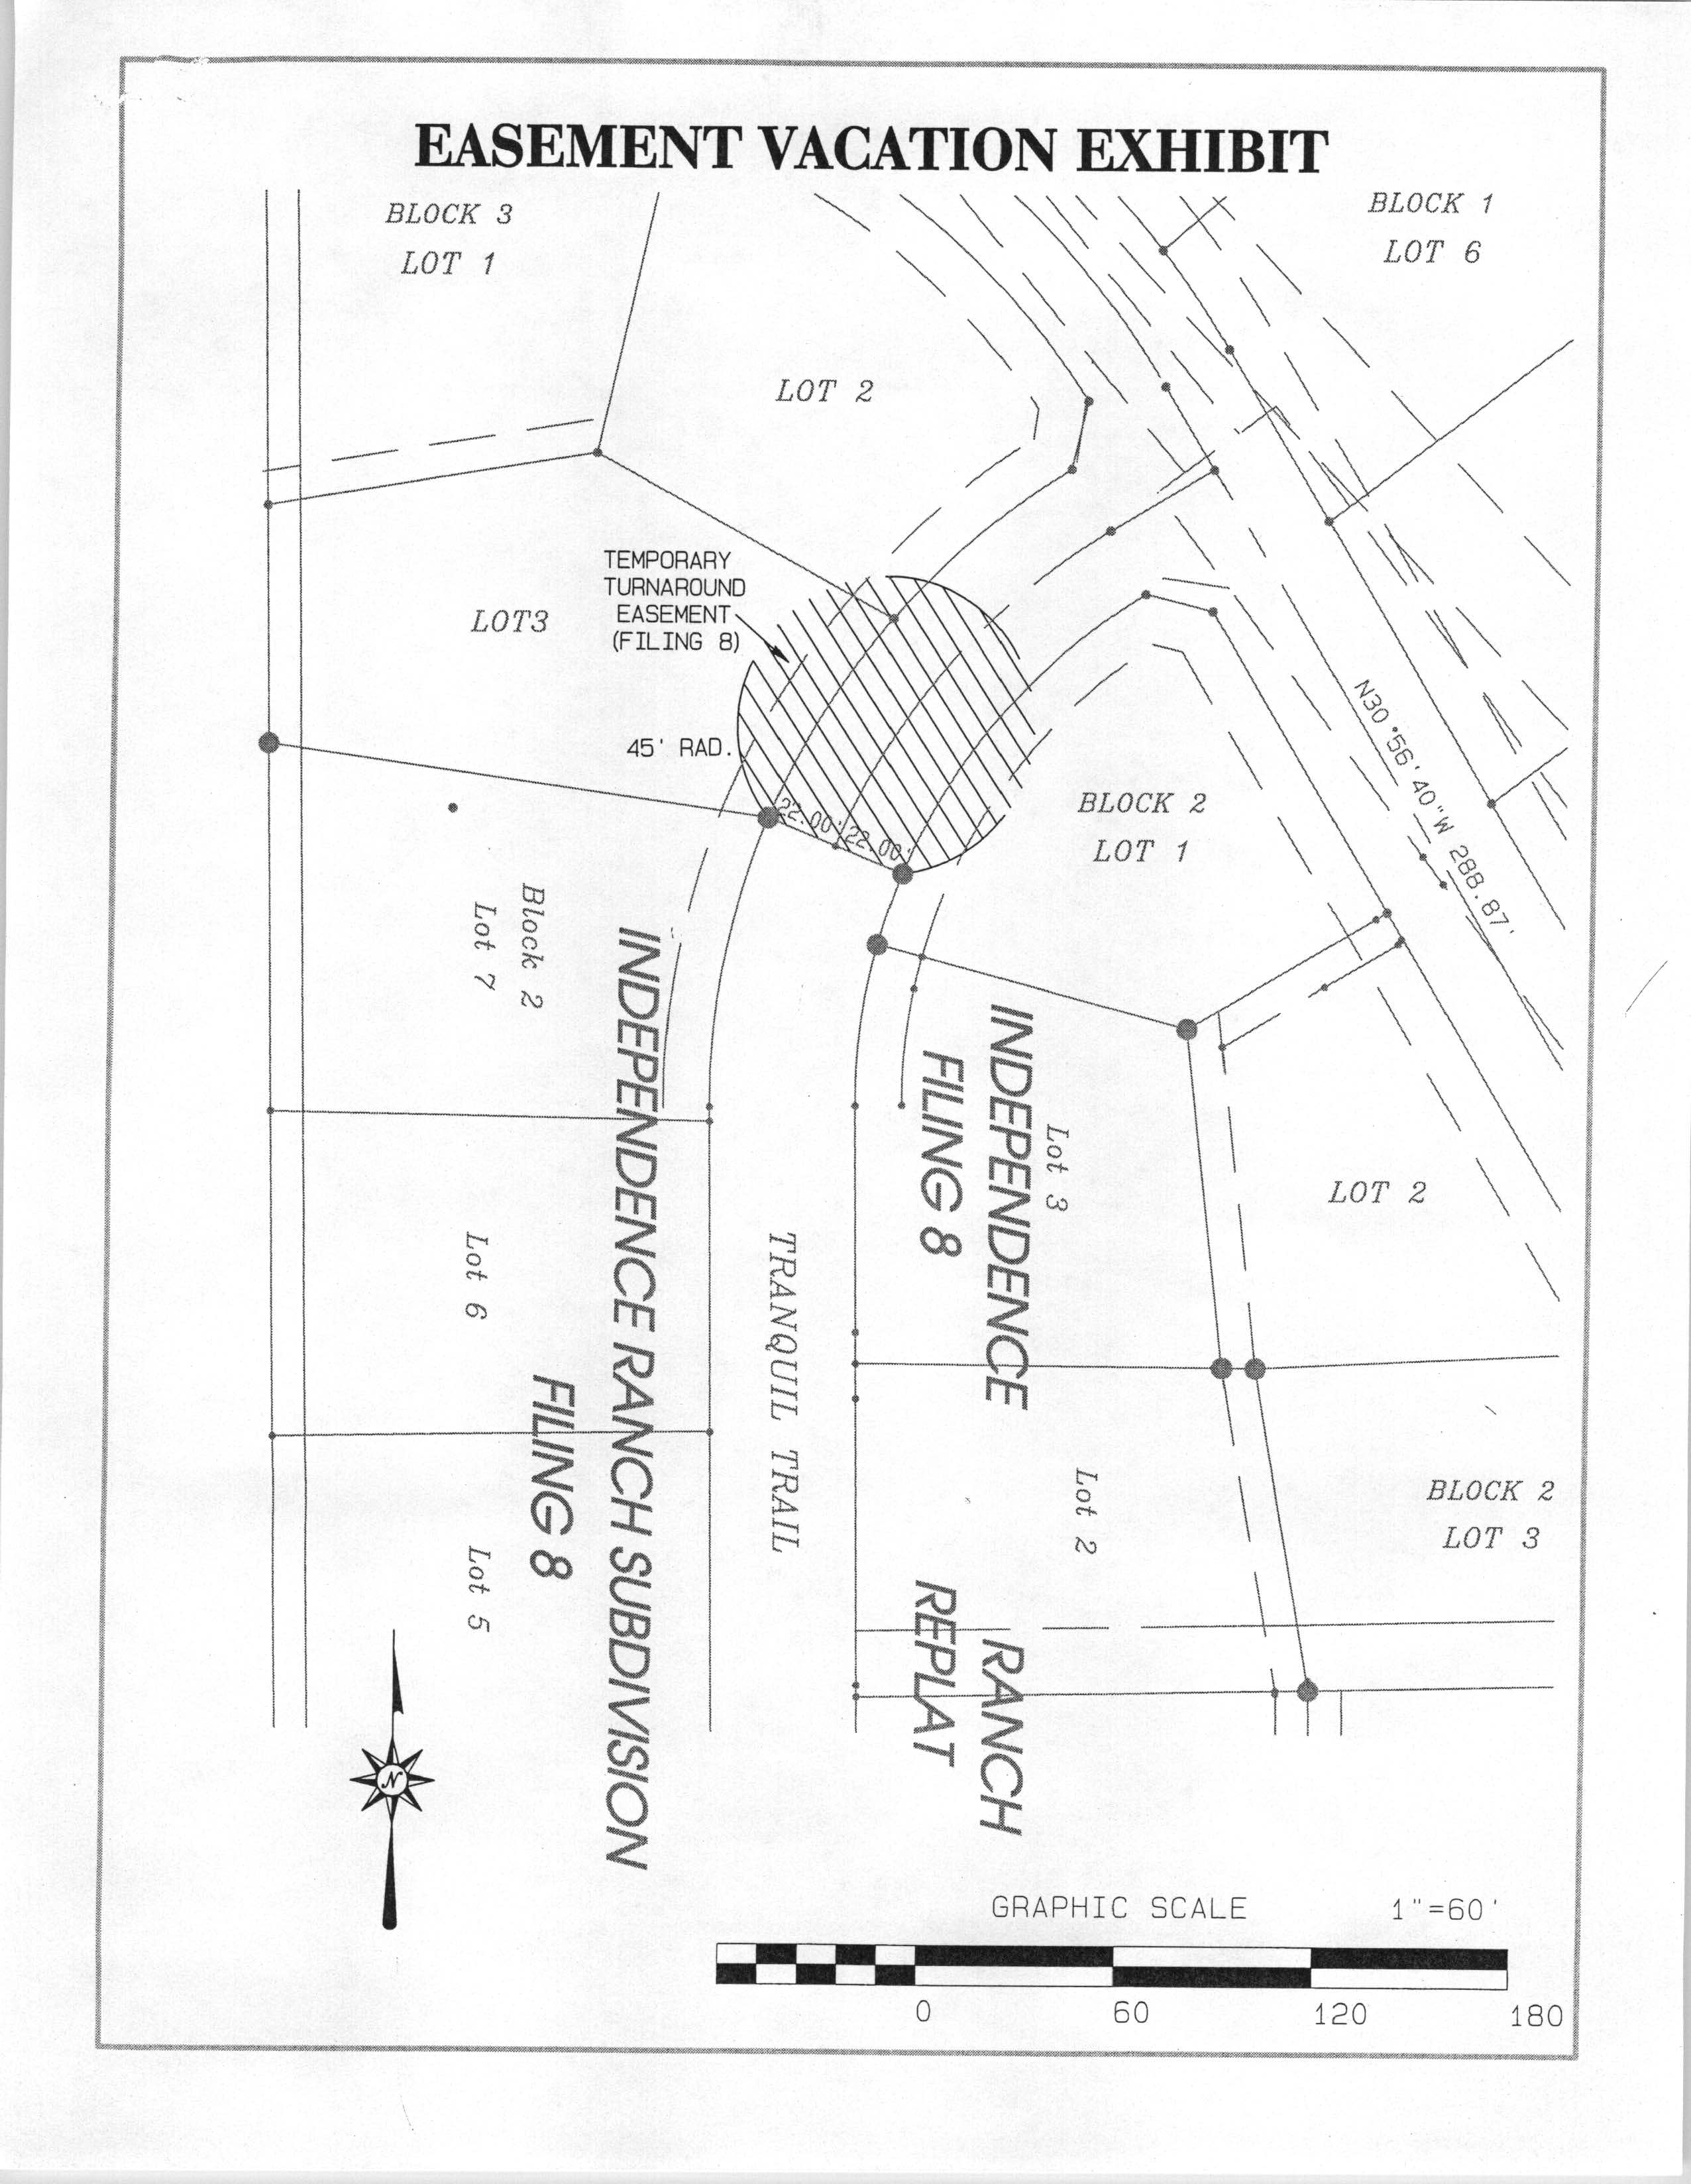 EASEMENT VACATION EXHIBIT
BLOCK 3
LOT 1
BLOCK 1
LOT 6
LOT 2
TEMPORARY
TURNAROUND
EASEMENT
(FILING 8)
LOT3
45' RAD.
22.00'
22.00'
N30°56'40"W 288.87'
BLOCK 2
LOT 1
Block 2
Lot 7
INDEPENDENCE RANCH SUBDIVISION
FILING 8
INDEPENDENCE RANCH
FILING 8 REPLAT
Lot 3
LOT 2
Lot 6
TRANQUIL TRAIL
Lot 2
BLOCK 2
LOT 3
Lot 5
N
GRAPHIC SCALE 1"=60'
0 60 120 180